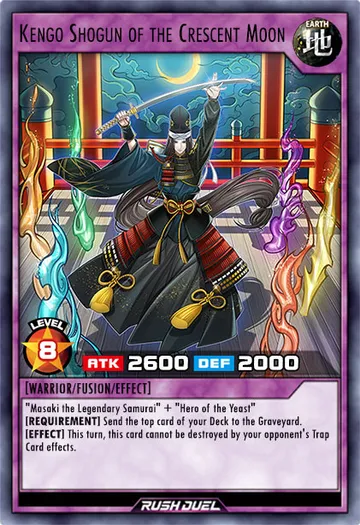 Kengo Shogun of the Crescent Moon
EARTH
地
LEVEL
8
ATK 2600 DEF 2000
[WARRIOR/FUSION/EFFECT]
"Masaki the Legendary Samurai" + "Hero of the Yeast"
[REQUIREMENT] Send the top card of your Deck to the Graveyard.
[EFFECT] This turn, this card cannot be destroyed by your opponent's Trap
Card effects.
RUSH DUEL